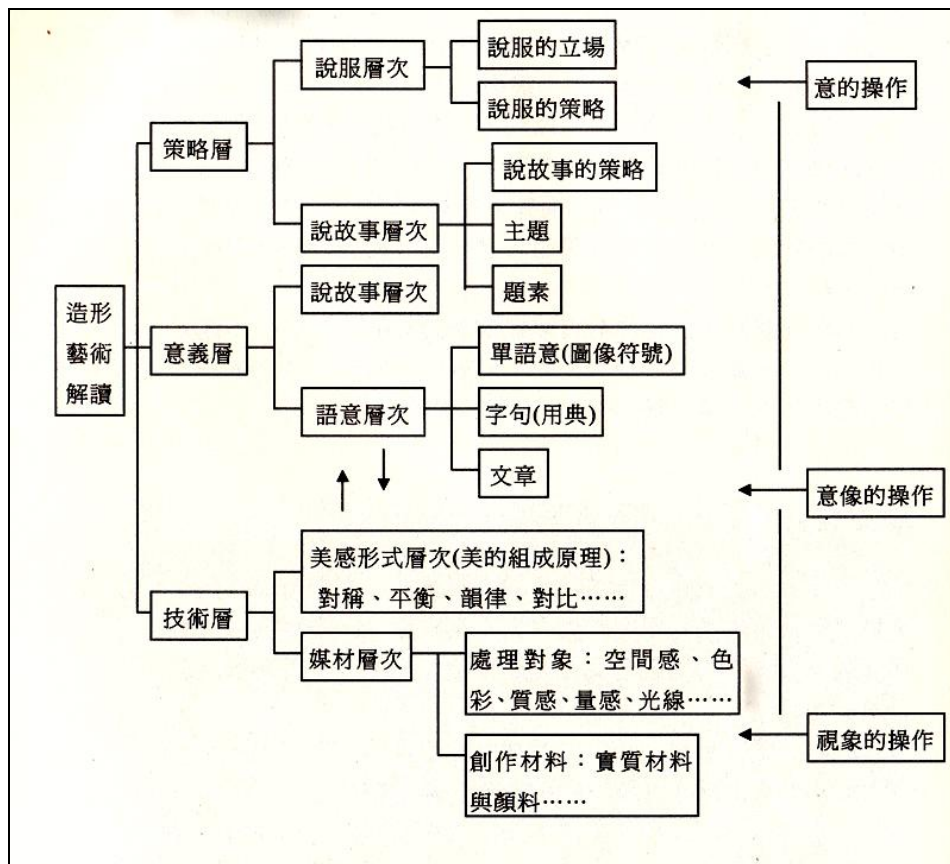 說服的立場
說服層次
意的操作
說服的策略
策略層
說故事的策略
說故事層次
主題
說故事層次
題素
造形
藝術
解讀
意義層
單語意(圖像符號)
語意層次
字句(用典)
文章
意像的操作
美感形式層次(美的組成原理)：
對稱、平衡、韻律、對比……
技術層
媒材層次
處理對象：空間感、色
彩、質感、量感、光線……
視象的操作
創作材料：實質材料
與顏料……